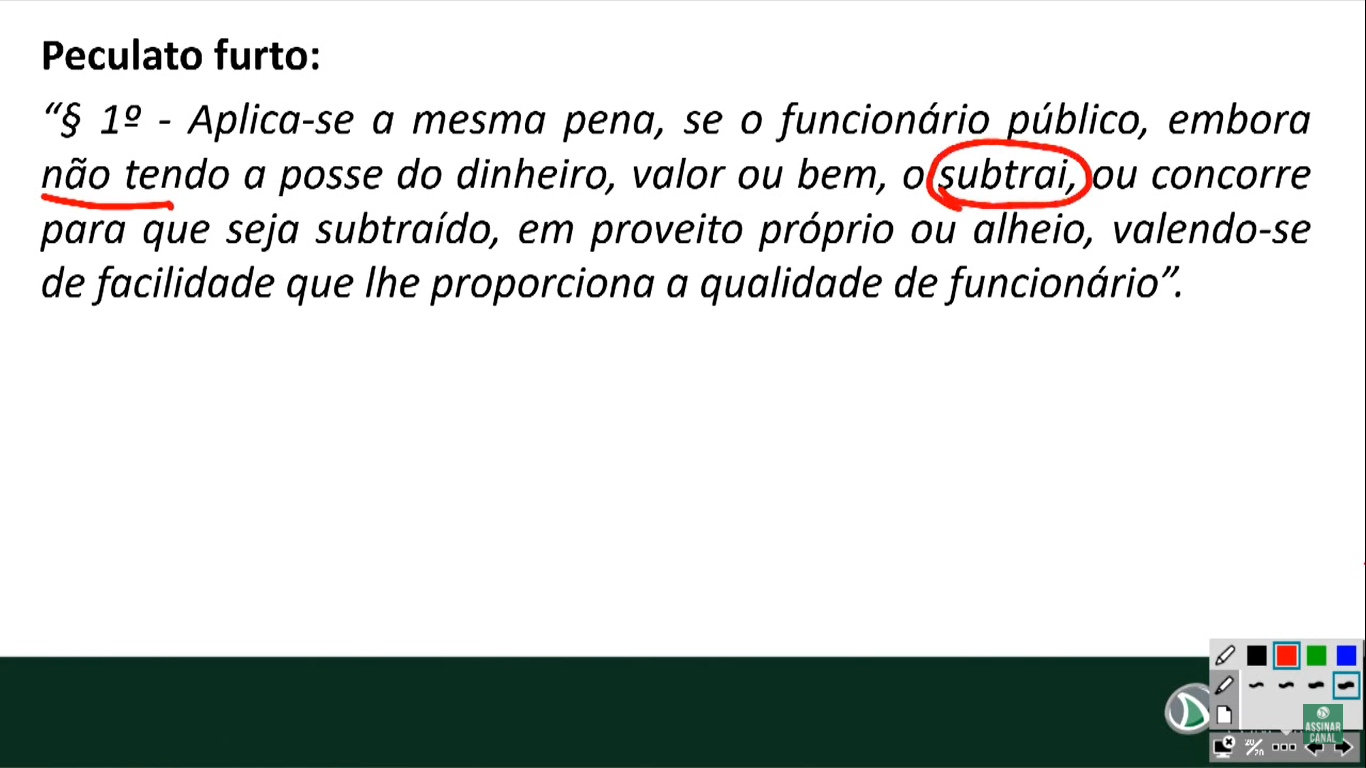 Peculato furto:
“§ 1º - Aplica-se a mesma pena, se o funcionário público, embora
não tendo a posse do dinheiro, valor ou bem, o subtrai, ou concorre
para que seja subtraído, em proveito próprio ou alheio, valendo-se
de facilidade que lhe proporciona a qualidade de funcionário”.
ASSINAR
CANAL
20/20